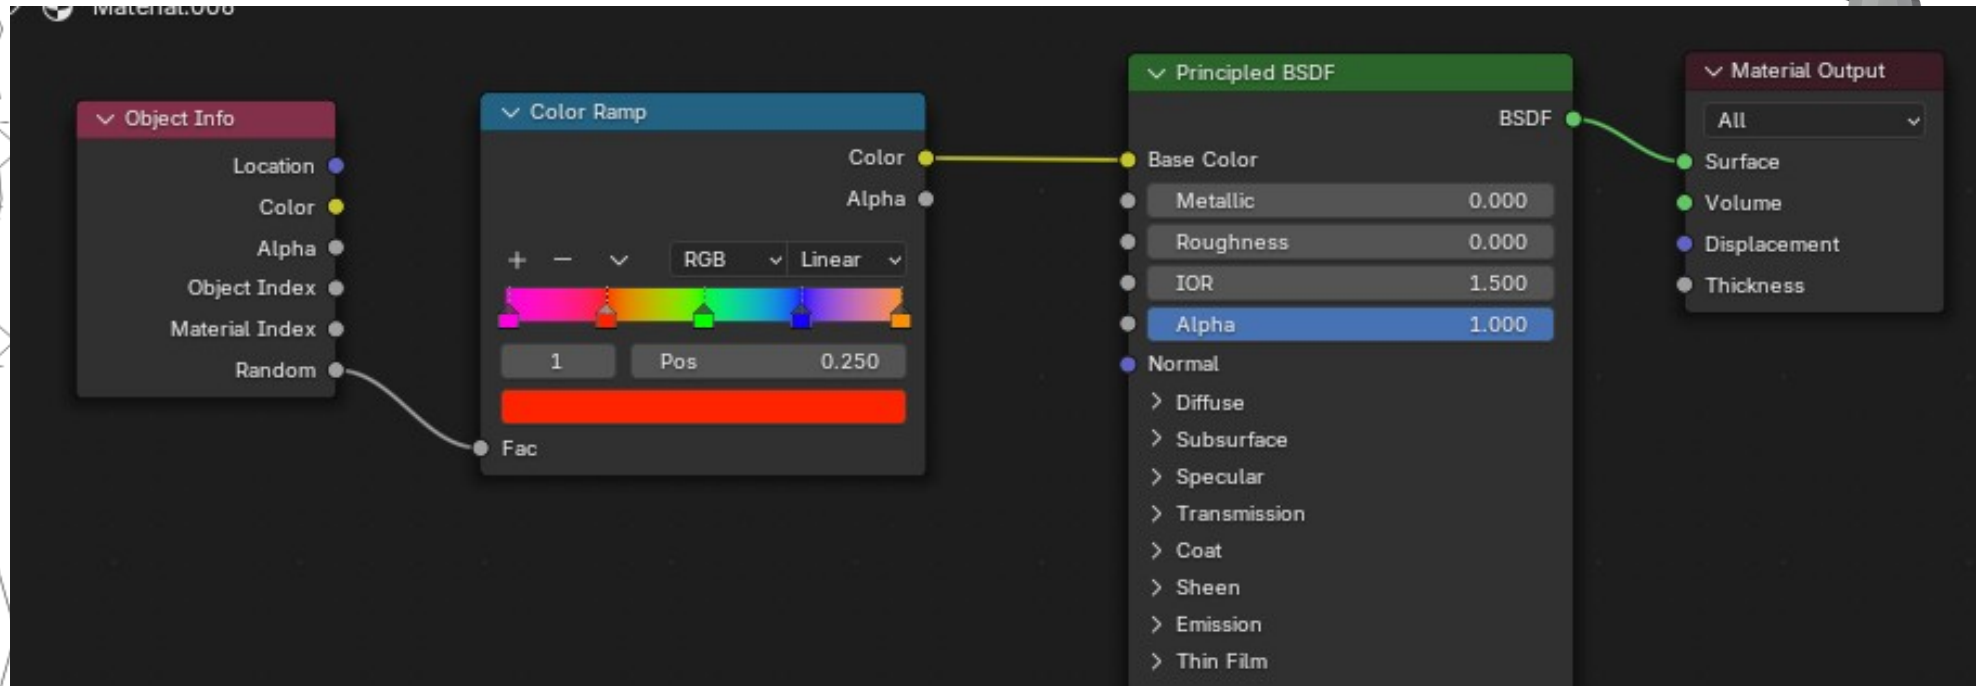 Material.006
Object Info
Location
Color
Alpha
Object Index
Material Index
Random
Color Ramp
Color
Alpha
RGB
Linear
1
Pos 0.250
Fac
Principled BSDF
BSDF
Base Color
Metallic 0.000
Roughness 0.000
IOR 1.500
Alpha 1.000
Normal
Diffuse
Subsurface
Specular
Transmission
Coat
Sheen
Emission
Thin Film
Material Output
All
Surface
Volume
Displacement
Thickness